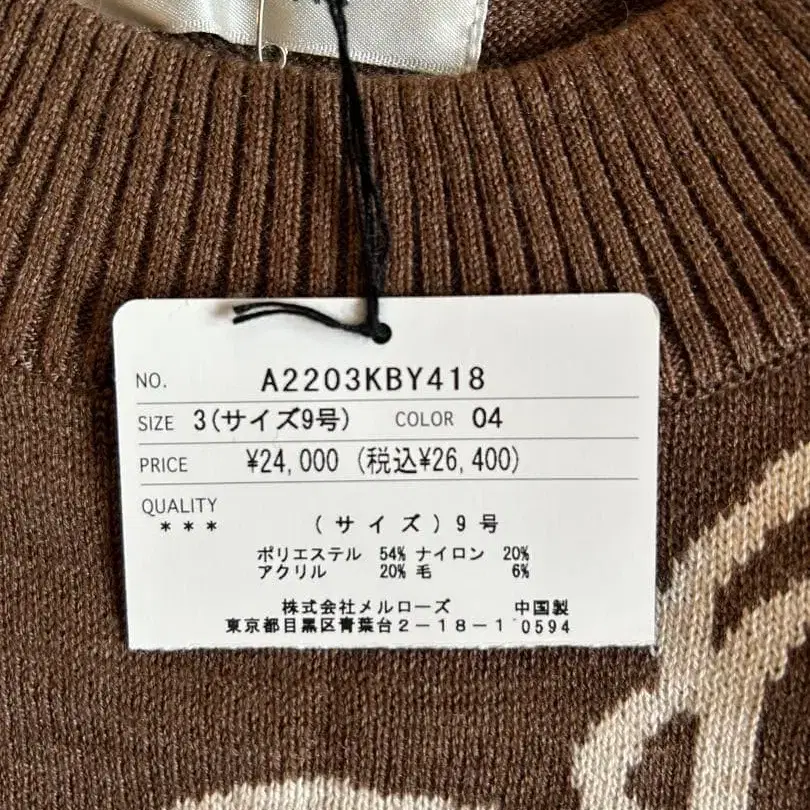 NO. A2203KBY418
SIZE 3(サイズ9号) COLOR 04
PRICE ¥24,000 (税込¥26,400)
QUALITY
＊＊＊ (サイズ)9号
ポリエステル 54% ナイロン 20%
アクリル 20% 毛 6%
株式会社メルローズ 中国製
東京都目黒区青葉台2-18-1 0594